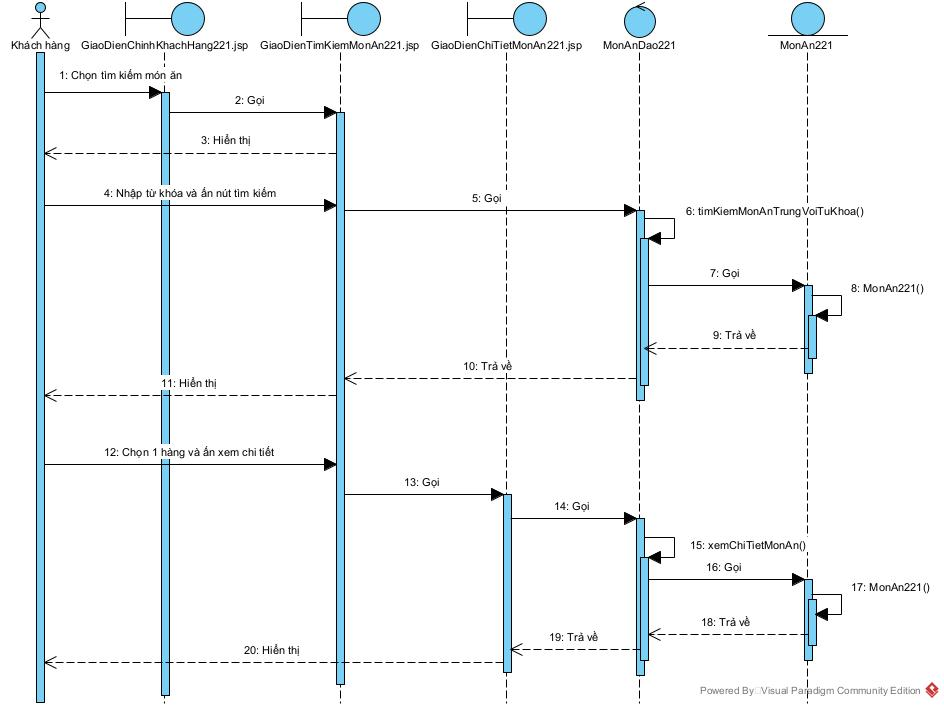 Khách hàng
GiaoDienChinhKhachHang221.jsp
GiaoDienTimKiemMonAn221.jsp
GiaoDienChiTietMonAn221.jsp
MonAnDao221
MonAn221
1: Chọn tìm kiếm món ăn
2: Gọi
3: Hiển thị
4: Nhập từ khóa và ấn nút tìm kiếm
5: Gọi
6: timKiemMonAnTrungVoiTuKhoa()
7: Gọi
8: MonAn221()
9: Trả về
10: Trả về
11: Hiển thị
12: Chọn 1 hàng và ấn xem chi tiết
13: Gọi
14: Gọi
15: xemChiTietMonAn()
16: Gọi
17: MonAn221()
18: Trả về
19: Trả về
20: Hiển thị
Powered By Visual Paradigm Community Edition